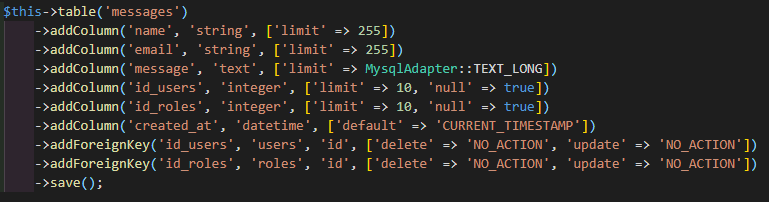 $this->table('messages')
->addColumn('name', 'string', ['limit' => 255])
->addColumn('email', 'string', ['limit' => 255])
->addColumn('message', 'text', ['limit' => MysqlAdapter::TEXT_LONG])
->addColumn('id_users', 'integer', ['limit' => 10, 'null' => true])
->addColumn('id_roles', 'integer', ['limit' => 10, 'null' => true])
->addColumn('created_at', 'datetime', ['default' => 'CURRENT_TIMESTAMP'])
->addForeignKey('id_users', 'users', 'id', ['delete' => 'NO_ACTION', 'update' => 'NO_ACTION'])
->addForeignKey('id_roles', 'roles', 'id', ['delete' => 'NO_ACTION', 'update' => 'NO_ACTION'])
->save();